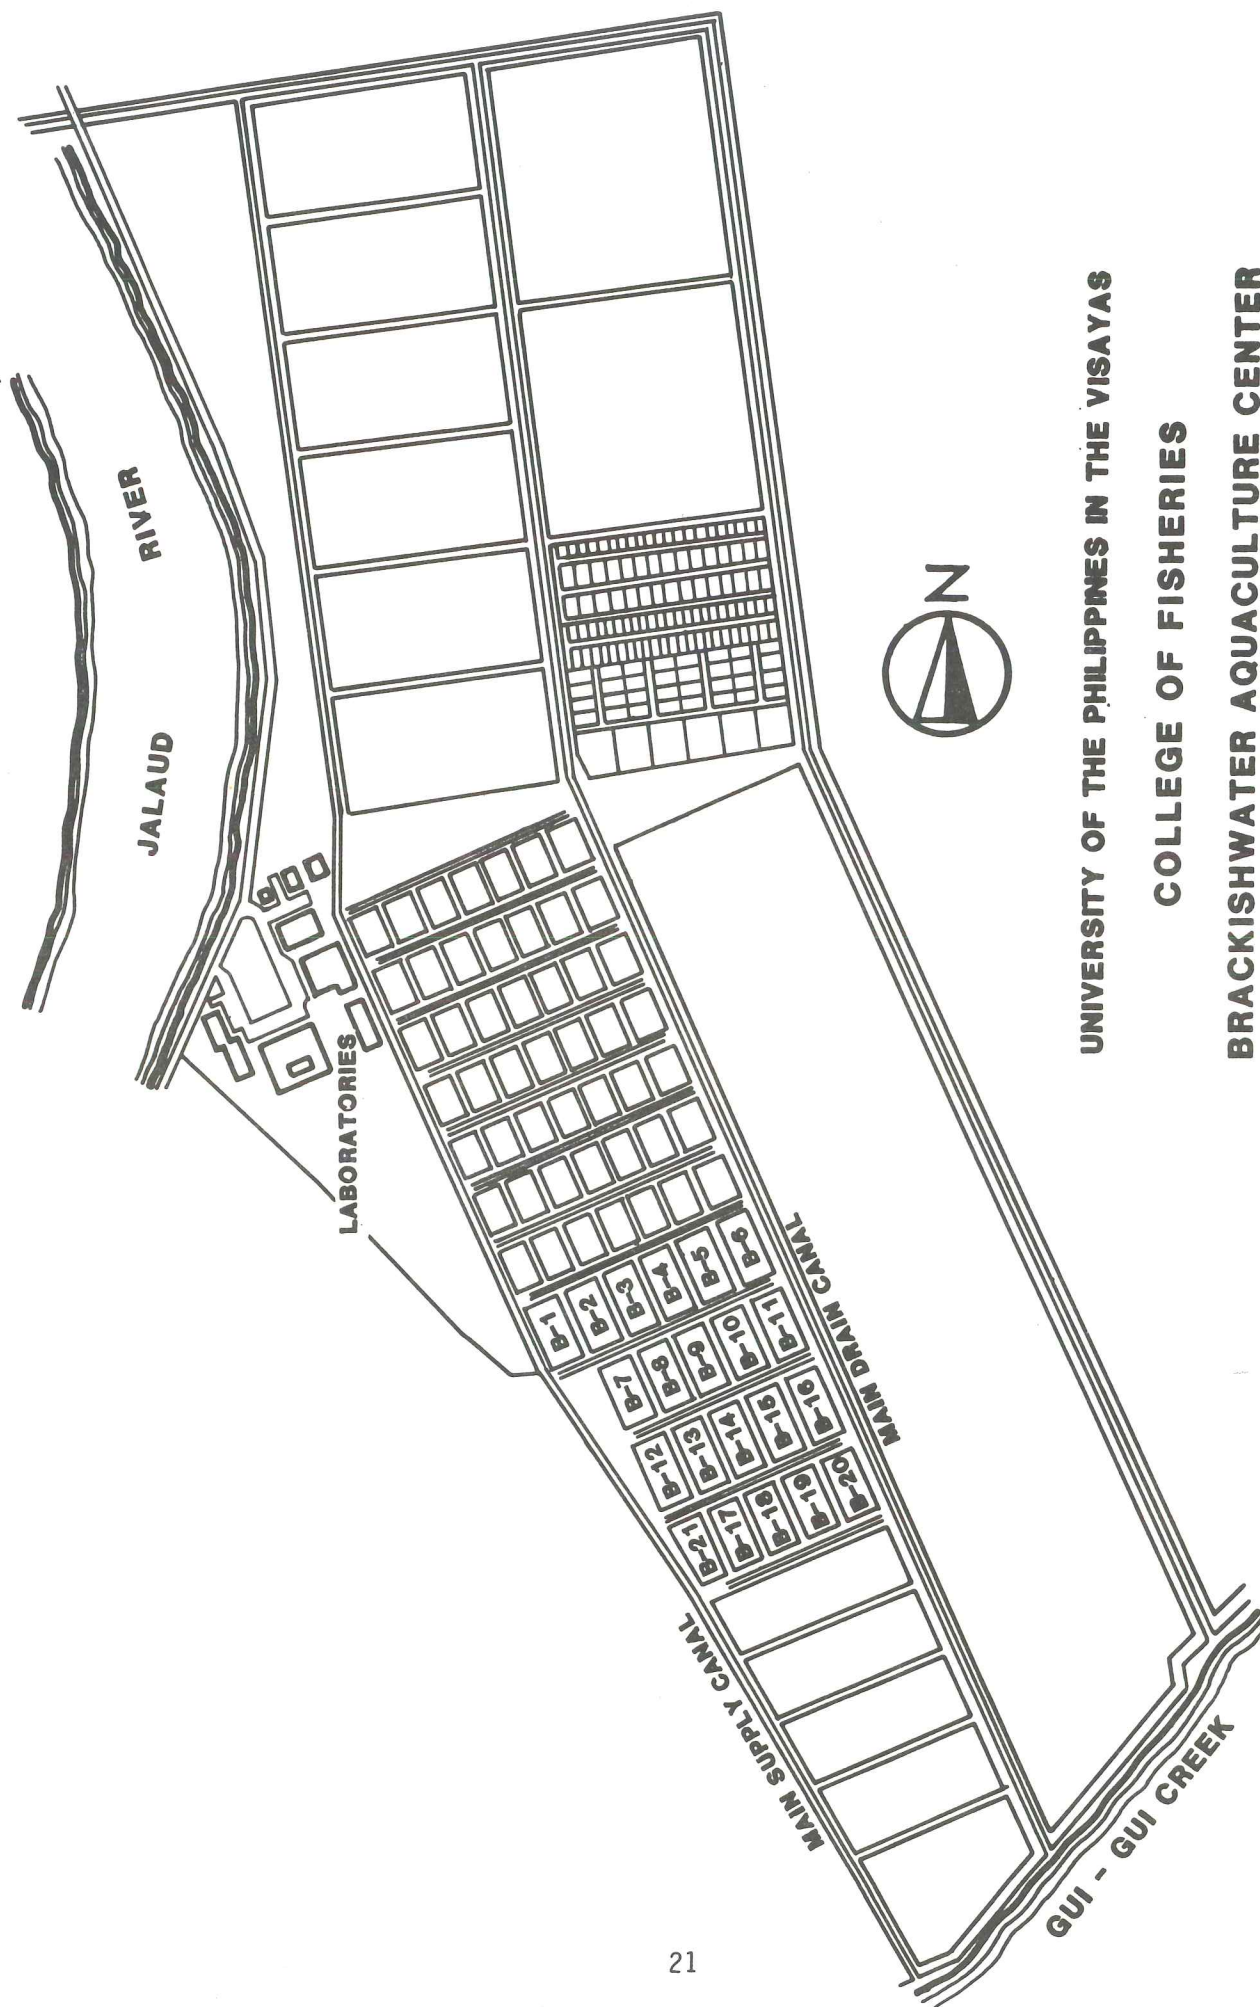 JALAUD RIVER
LABORATORIES
B-1
B-2
B-3
B-4
B-5
B-6
B-7
B-8
B-9
B-10
B-11
B-12
B-13
B-14
B-15
B-16
B-21
B-17
B-18
B-19
B-20
MAIN DRAIN CANAL
MAIN SUPPLY CANAL
GUI - GUI CREEK
N
UNIVERSITY OF THE PHILIPPINES IN THE VISAYAS
COLLEGE OF FISHERIES
BRACKISHWATER AQUACULTURE CENTER
21